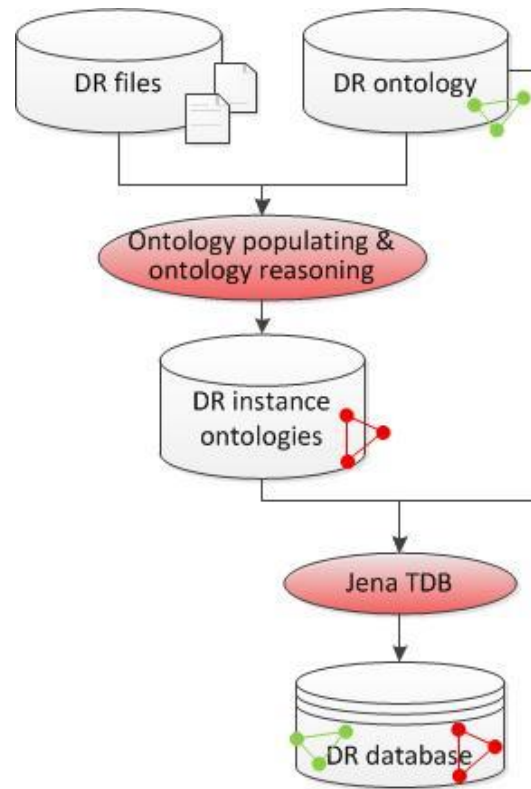 DR files
DR ontology
Ontology populating &
ontology reasoning
DR instance
ontologies
Jena TDB
DR database